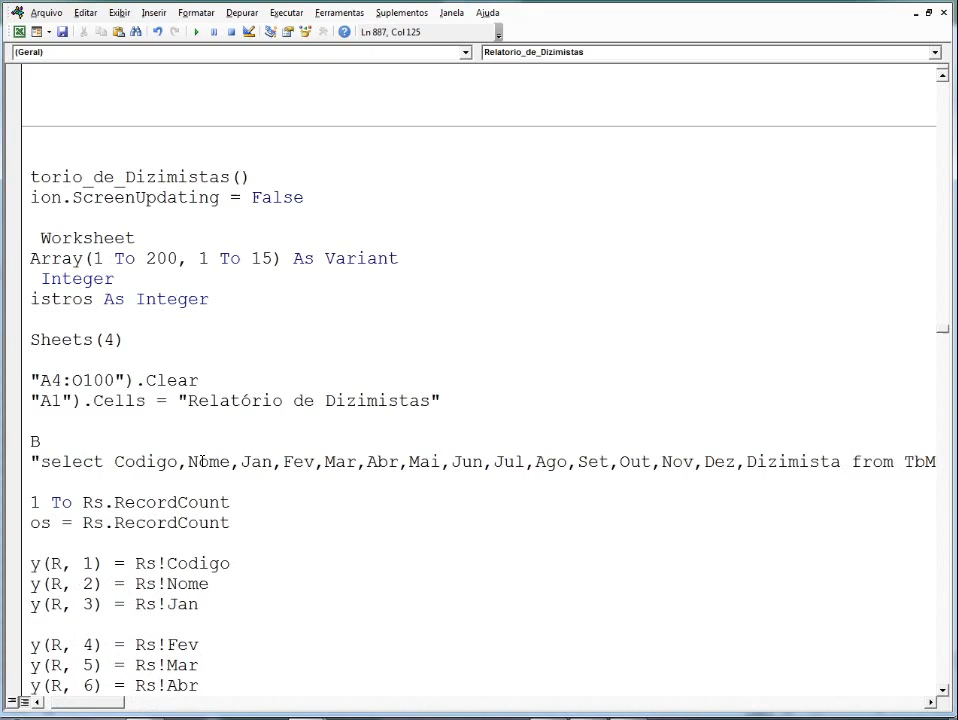 Arquivo Editar Exibir Inserir Formatar Depurar Executar Ferramentas Suplementos Janela Ajuda
Ln 887, Col 125
(Geral) Relatorio_de_Dizimistas
torio_de_Dizimistas()
ion.ScreenUpdating = False
Worksheet
Array(1 To 200, 1 To 15) As Variant
Integer
istros As Integer
Sheets(4)
"A4:O100").Clear
"A1").Cells = "Relatório de Dizimistas"
B
"select Codigo,Nome,Jan,Fev,Mar,Abr,Mai,Jun,Jul,Ago,Set,Out,Nov,Dez,Dizimista from TbM
1 To Rs.RecordCount
os = Rs.RecordCount
y(R, 1) = Rs!Codigo
y(R, 2) = Rs!Nome
y(R, 3) = Rs!Jan
y(R, 4) = Rs!Fev
y(R, 5) = Rs!Mar
y(R, 6) = Rs!Abr